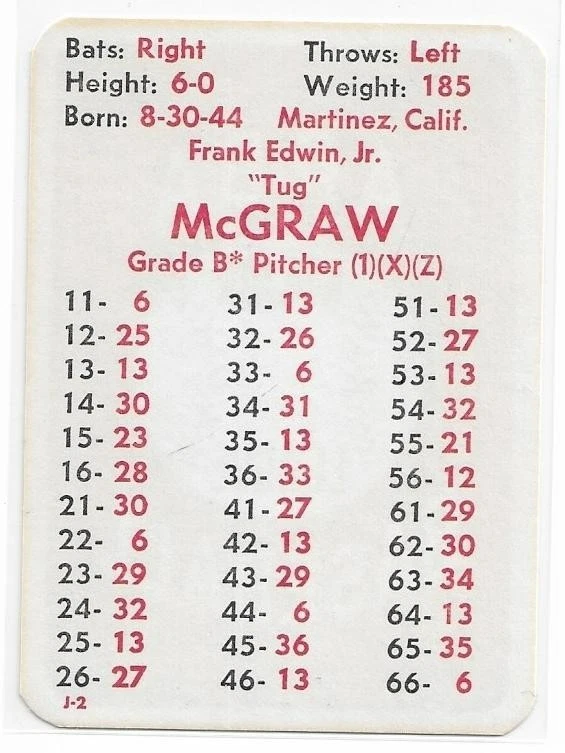 Bats: Right Throws: Left
Height: 6-0 Weight: 185
Born: 8-30-44 Martinez, Calif.
Frank Edwin, Jr.
"Tug"
McGRAW
Grade B* Pitcher (1)(X)(Z)
11- 6 31-13 51-13
12-25 32-26 52-27
13-13 33- 6 53-13
14-30 34-31 54-32
15-23 35-13 55-21
16-28 36-33 56-12
21-30 41-27 61-29
22- 6 42-13 62-30
23-29 43-29 63-34
24-32 44- 6 64-13
25-13 45-36 65-35
26-27 46-13 66- 6
J-2